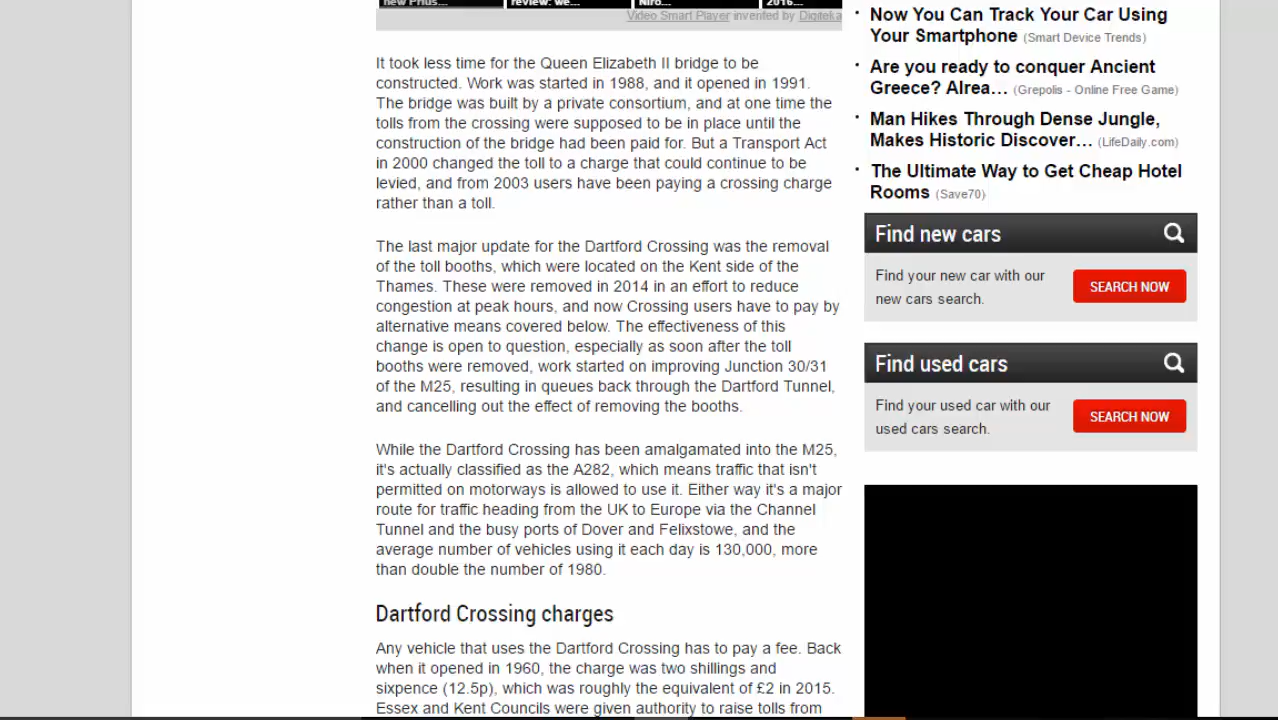 new Prius...
review: we...
Niro...
2016...
Video Smart Player invented by Digiteka
It took less time for the Queen Elizabeth II bridge to be
constructed. Work was started in 1988, and it opened in 1991.
The bridge was built by a private consortium, and at one time the
tolls from the crossing were supposed to be in place until the
construction of the bridge had been paid for. But a Transport Act
in 2000 changed the toll to a charge that could continue to be
levied, and from 2003 users have been paying a crossing charge
rather than a toll.
The last major update for the Dartford Crossing was the removal
of the toll booths, which were located on the Kent side of the
Thames. These were removed in 2014 in an effort to reduce
congestion at peak hours, and now Crossing users have to pay by
alternative means covered below. The effectiveness of this
change is open to question, especially as soon after the toll
booths were removed, work started on improving Junction 30/31
of the M25, resulting in queues back through the Dartford Tunnel,
and cancelling out the effect of removing the booths.
While the Dartford Crossing has been amalgamated into the M25,
it's actually classified as the A282, which means traffic that isn't
permitted on motorways is allowed to use it. Either way it's a major
route for traffic heading from the UK to Europe via the Channel
Tunnel and the busy ports of Dover and Felixstowe, and the
average number of vehicles using it each day is 130,000, more
than double the number of 1980.
Dartford Crossing charges
Any vehicle that uses the Dartford Crossing has to pay a fee. Back
when it opened in 1960, the charge was two shillings and
sixpence (12.5p), which was roughly the equivalent of £2 in 2015.
Essex and Kent Councils were given authority to raise tolls from
Now You Can Track Your Car Using
Your Smartphone (Smart Device Trends)
Are you ready to conquer Ancient
Greece? Alrea… (Grepolis - Online Free Game)
Man Hikes Through Dense Jungle,
Makes Historic Discover… (LifeDaily.com)
The Ultimate Way to Get Cheap Hotel
Rooms (Save70)
Find new cars
Find your new car with our
new cars search.
SEARCH NOW
Find used cars
Find your used car with our
used cars search.
SEARCH NOW